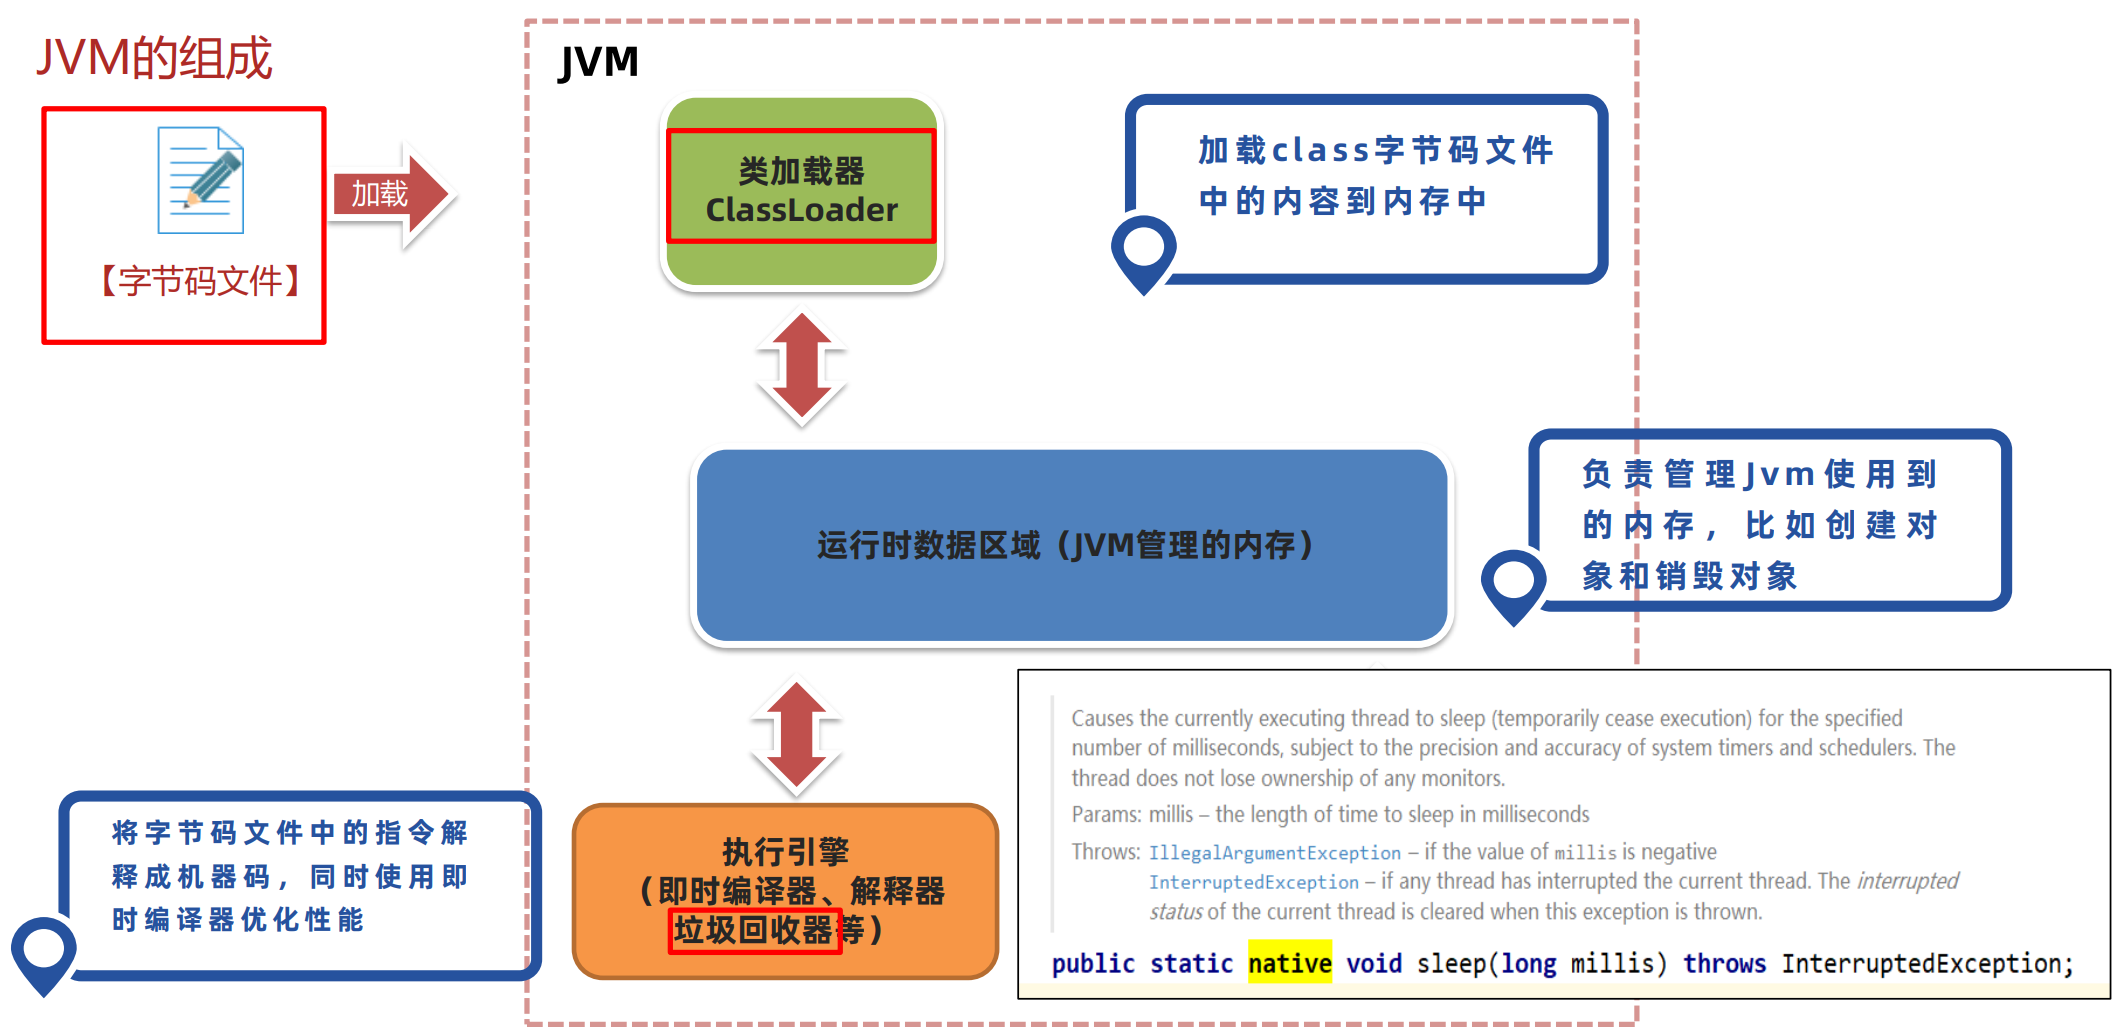 JVM的组成
JVM
【字节码文件】
加载
类加载器
ClassLoader
加载class字节码文件
中的内容到内存中
运行时数据区域（JVM管理的内存）
负责管理Jvm使用到
的内存，比如创建对
象和销毁对象
将字节码文件中的指令解
释成机器码，同时使用即
时编译器优化性能
执行引擎
（即时编译器、解释器
垃圾回收器等）
Causes the currently executing thread to sleep (temporarily cease execution) for the specified
number of milliseconds, subject to the precision and accuracy of system timers and schedulers. The
thread does not lose ownership of any monitors.
Params: millis – the length of time to sleep in milliseconds
Throws: IllegalArgumentException – if the value of millis is negative
InterruptedException – if any thread has interrupted the current thread. The interrupted
status of the current thread is cleared when this exception is thrown.
public static native void sleep(long millis) throws InterruptedException;